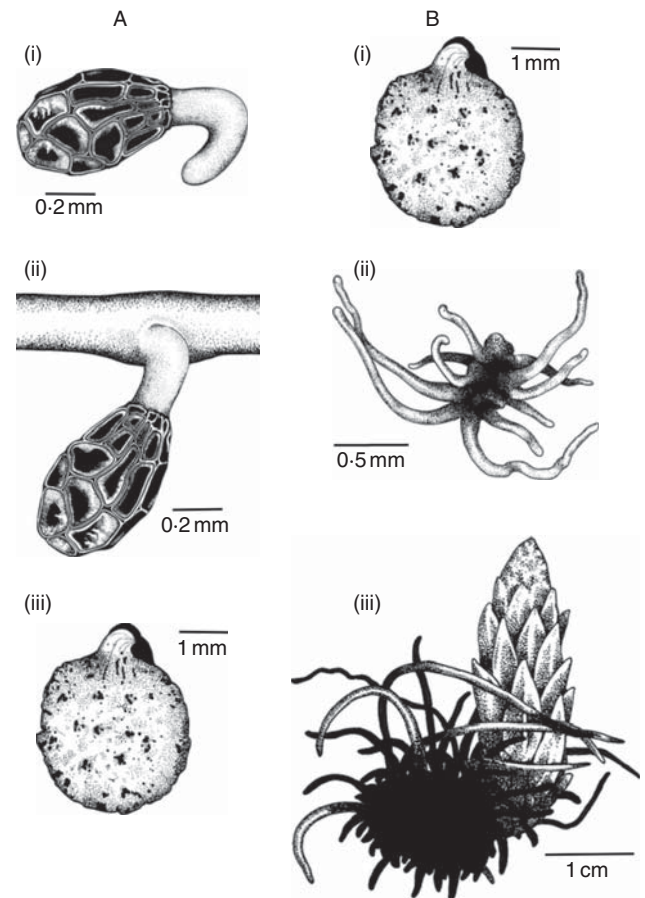 A
B
(i)
0·2 mm
(i)
1 mm
(ii)
0·2 mm
(ii)
0·5 mm
(iii)
1 mm
(iii)
1 cm